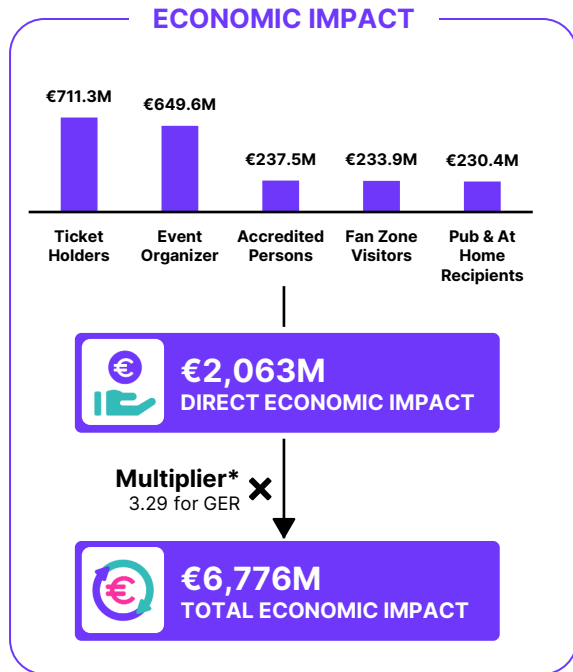 ECONOMIC IMPACT
€711.3M
€649.6M
€237.5M
€233.9M
€230.4M
Ticket
Holders
Event
Organizer
Accredited
Persons
Fan Zone
Visitors
Pub & At
Home
Recipients
€
€2,063M
DIRECT ECONOMIC IMPACT
Multiplier*
3.29 for GER
€
€6,776M
TOTAL ECONOMIC IMPACT